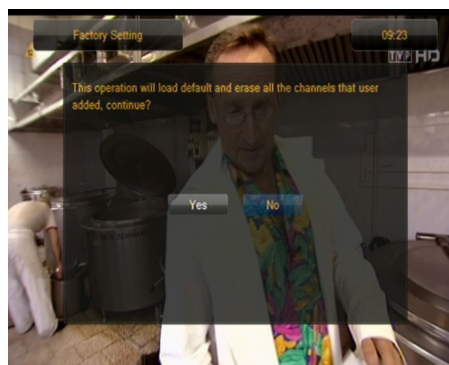 Factory Setting
09:23
TVP HD
This operation will load default and erase all the channels that user
added, continue?
Yes
No